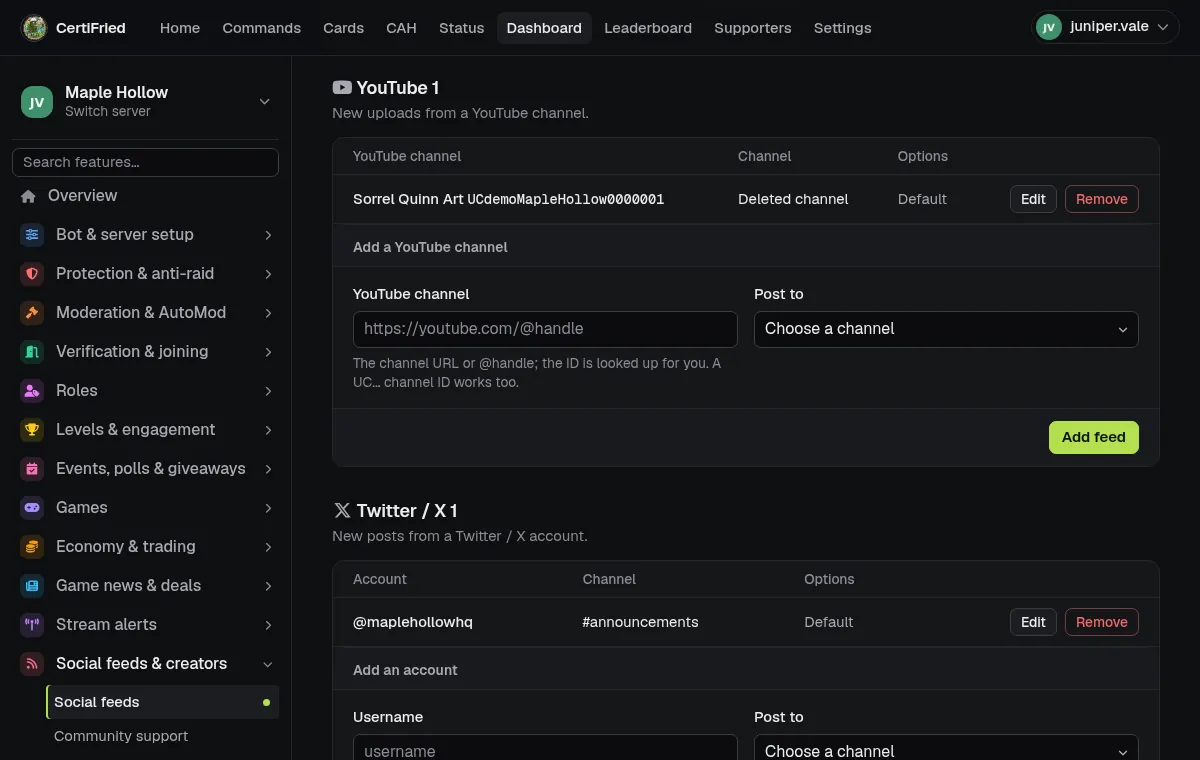 CertiFried Home Commands Cards CAH Status Dashboard Leaderboard Supporters Settings JV juniper.vale
JV Maple Hollow
Switch server
Search features...
Overview
Bot & server setup
Protection & anti-raid
Moderation & AutoMod
Verification & joining
Roles
Levels & engagement
Events, polls & giveaways
Games
Economy & trading
Game news & deals
Stream alerts
Social feeds & creators
Social feeds
Community support
YouTube 1
New uploads from a YouTube channel.
YouTube channel Channel Options
Sorrel Quinn Art UCdemoMapleHollow0000001 Deleted channel Default Edit Remove
Add a YouTube channel
YouTube channel Post to
https://youtube.com/@handle Choose a channel
The channel URL or @handle; the ID is looked up for you. A
UC... channel ID works too.
Add feed
Twitter / X 1
New posts from a Twitter / X account.
Account Channel Options
@maplehollowhq #announcements Default Edit Remove
Add an account
Username Post to
username Choose a channel